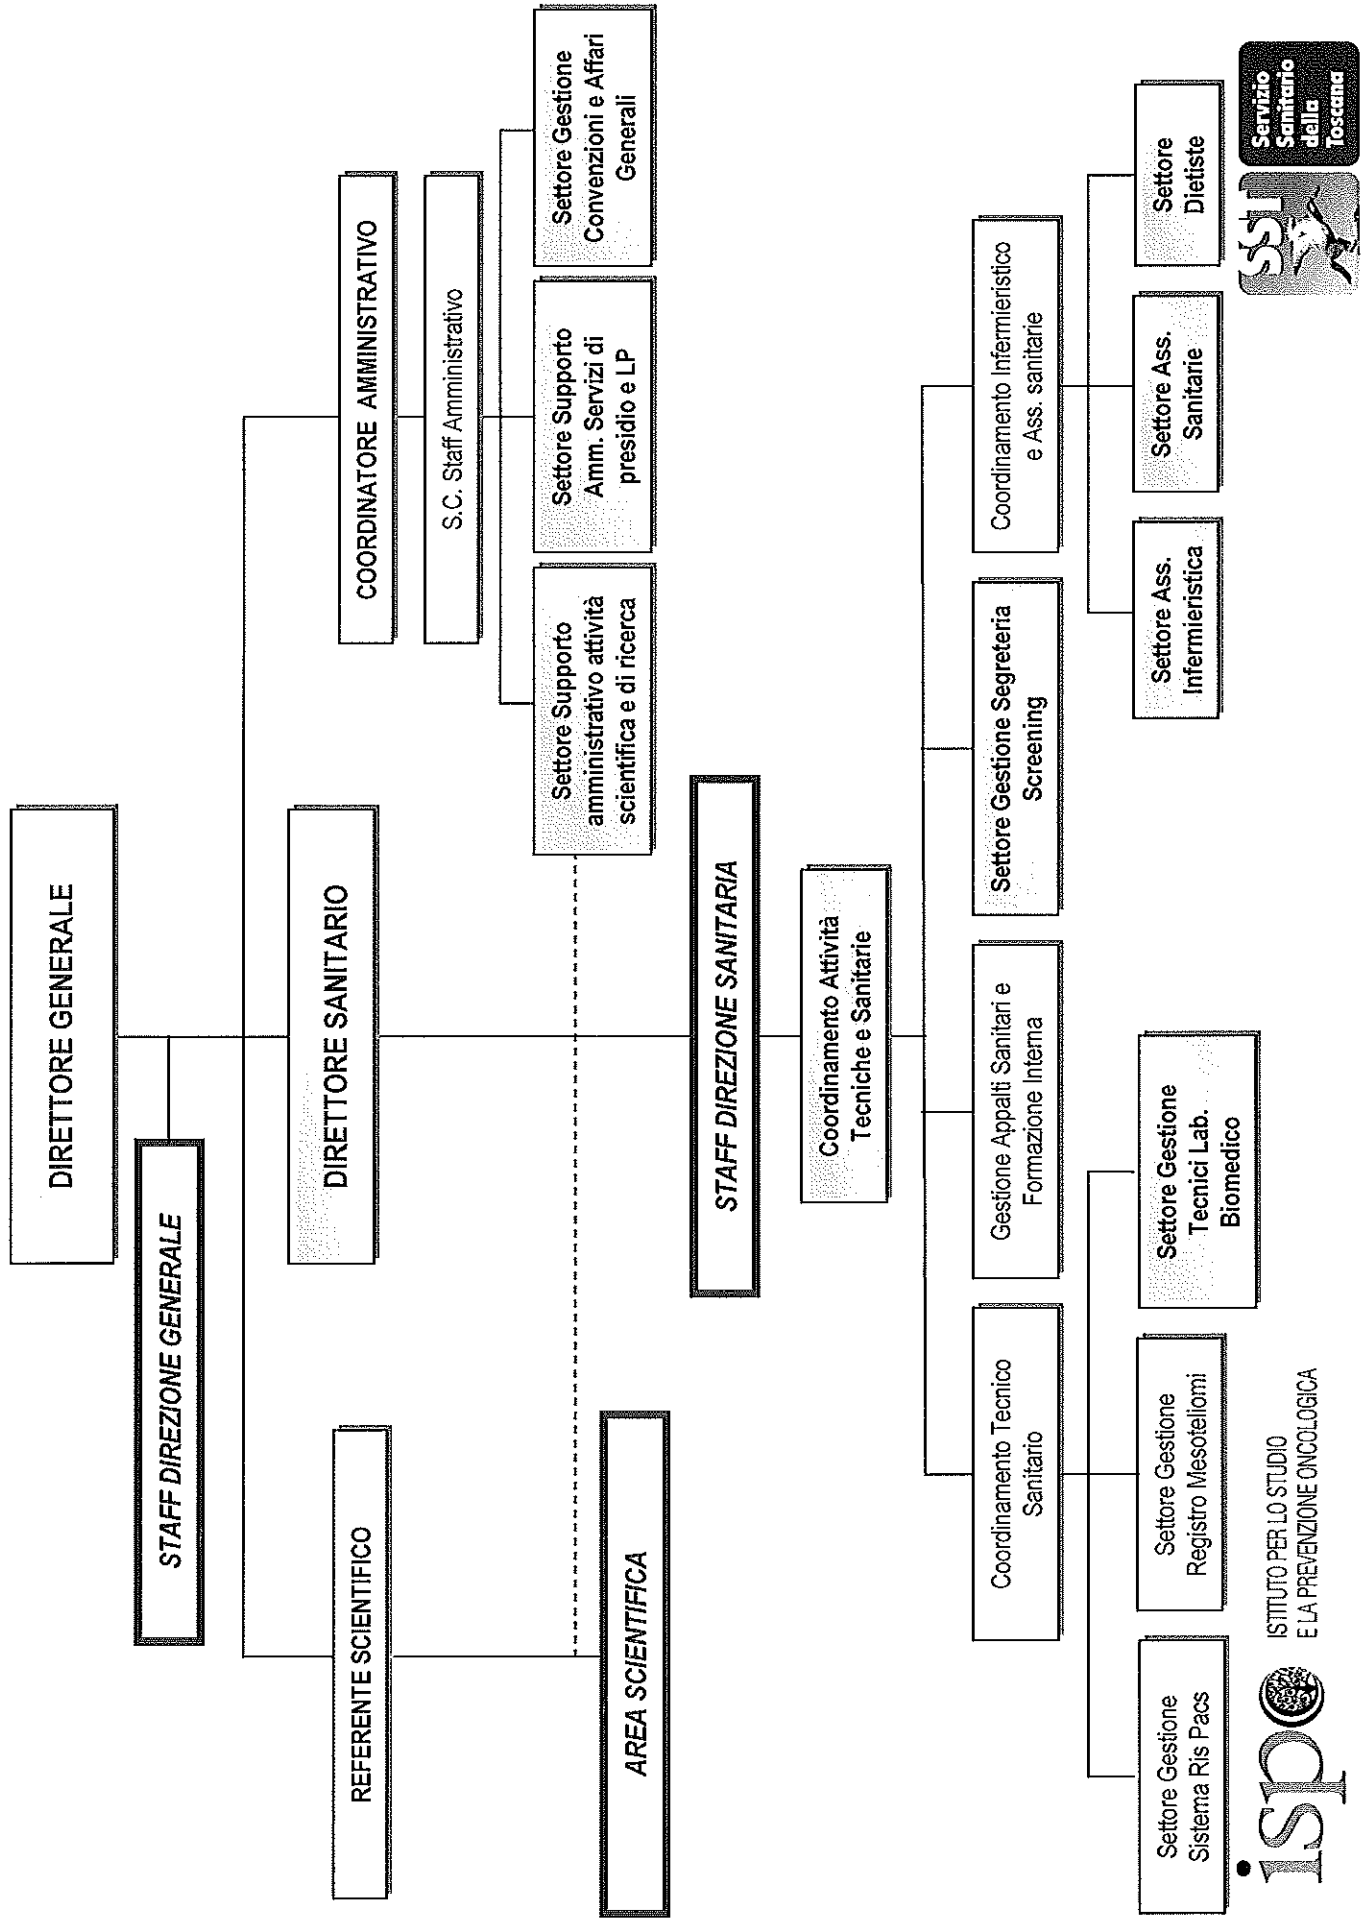 DIRETTORE GENERALE
STAFF DIREZIONE GENERALE
REFERENTE SCIENTIFICO
DIRETTORE SANITARIO
COORDINATORE AMMINISTRATIVO
S.C. Staff Amministrativo
Settore Supporto
amministrativo attività
scientifica e di ricerca
Settore Supporto
Amm. Servizi di
presidio e LP
Settore Gestione
Convenzioni e Affari
Generali
AREA SCIENTIFICA
STAFF DIREZIONE SANITARIA
Coordinamento Attività
Tecniche e Sanitarie
Coordinamento Tecnico
Sanitario
Gestione Appalti Sanitari e
Formazione Interna
Settore Gestione Segreteria
Screening
Coordinamento Infermieristico
e Ass. sanitarie
Settore Gestione
Sistema Ris Pacs
Settore Gestione
Registro Mesoteliomi
Settore Gestione
Tecnici Lab.
Biomedico
Settore Ass.
Infermieristica
Settore Ass.
Sanitarie
Settore
Dietiste
ispo
ISTITUTO PER LO STUDIO
E LA PREVENZIONE ONCOLOGICA
SST
Servizio
Sanitario
della
Toscana